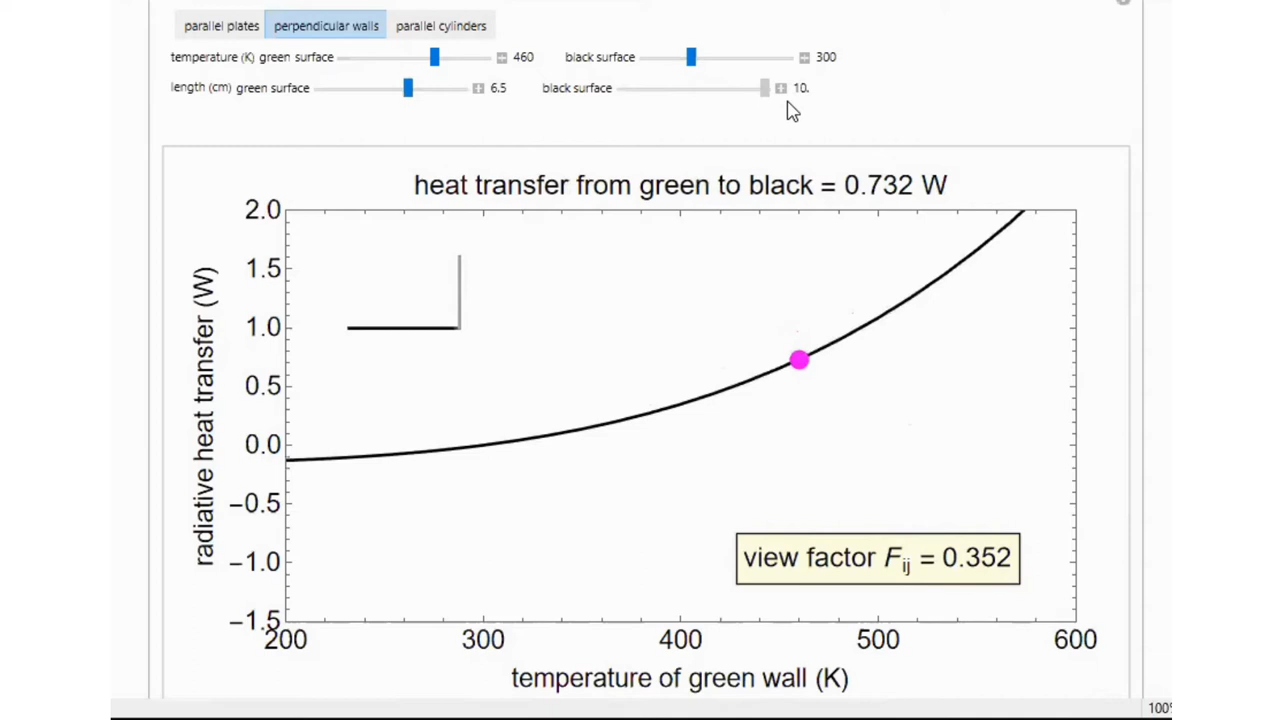 parallel plates perpendicular walls parallel cylinders
temperature (K) green surface 460 black surface 300
length (cm) green surface 6.5 black surface 10.
heat transfer from green to black = 0.732 W
radiative heat transfer (W)
2.0
1.5
1.0
0.5
0.0
−0.5
−1.0
−1.5
view factor Fij = 0.352
200 300 400 500 600
temperature of green wall (K)
100%